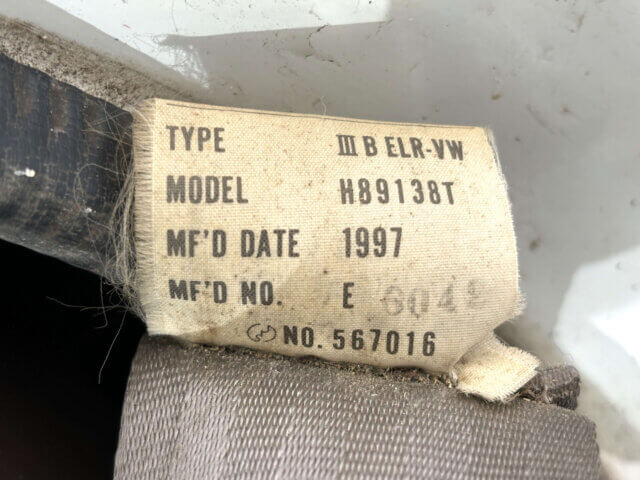 TYPE III B ELR-VW
MODEL H89138T
MF'D DATE 1997
MF'D NO. E
NO. 567016